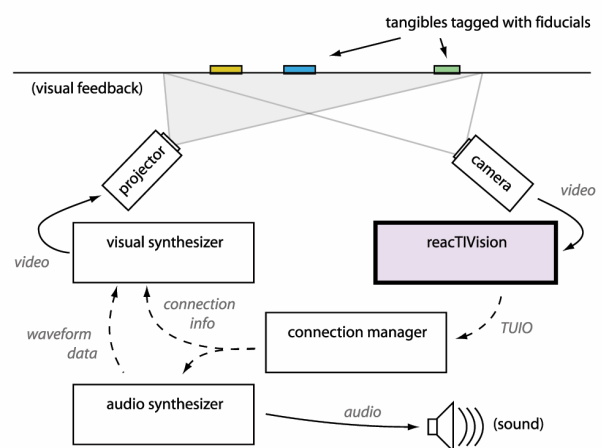 tangibles tagged with fiducials
(visual feedback)
projector
camera
video
visual synthesizer
reacTIVision
video
connection
info
TUIO
waveform
data
connection manager
audio synthesizer
audio
(sound)